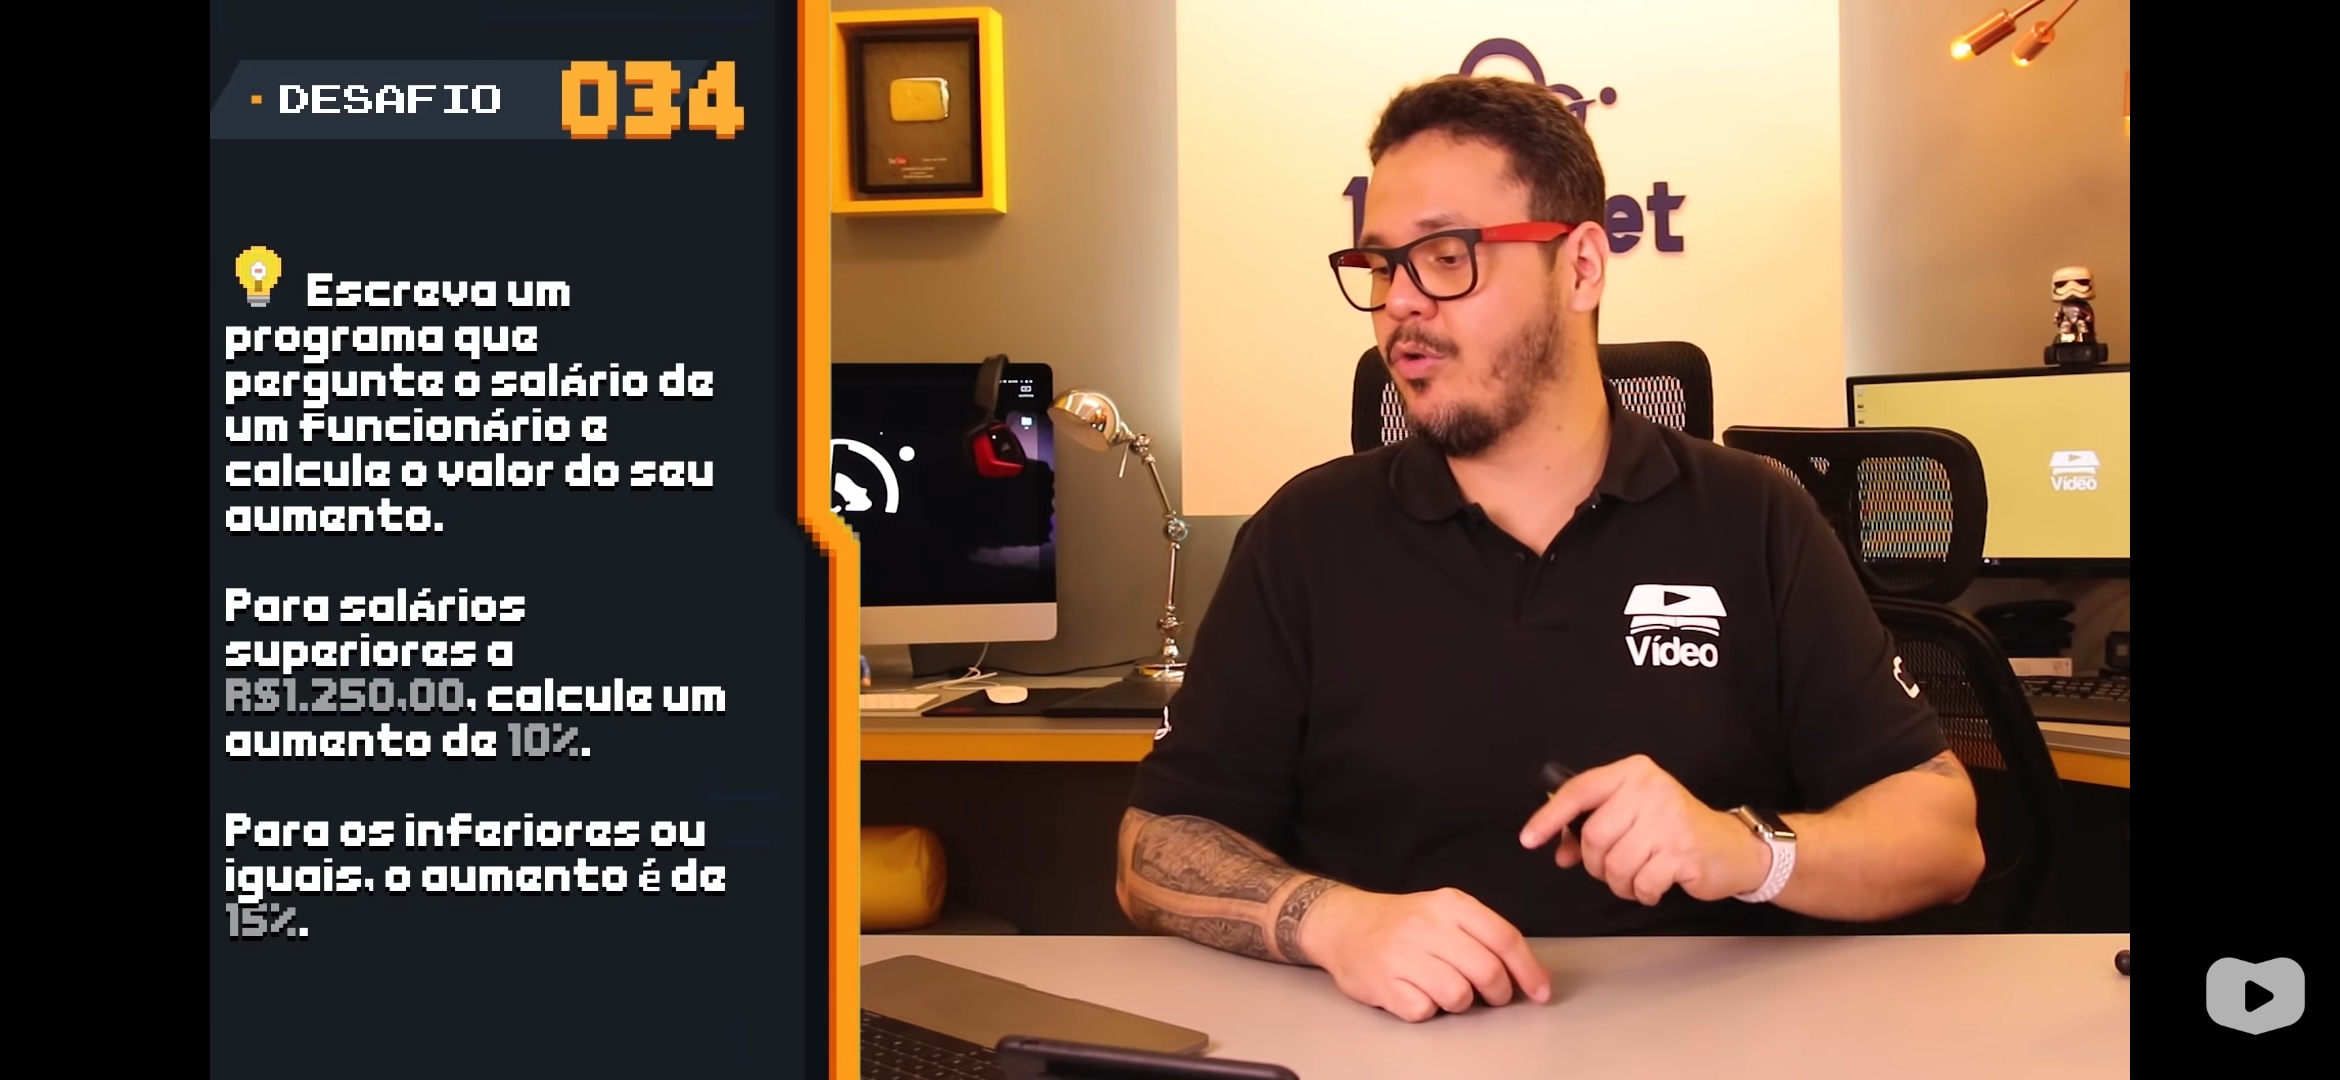 DESAFIO 034
Escreva um
programa que
pergunte o salário de
um funcionário e
calcule o valor do seu
aumento.
Para salários
superiores a
R$1.250,00, calcule um
aumento de 10%.
Para os inferiores ou
iguais, o aumento é de
15%.
et
Vídeo
Vídeo